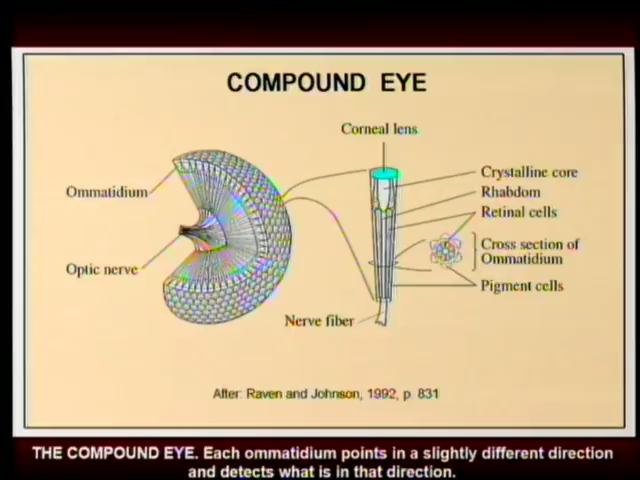 COMPOUND EYE
Corneal lens
Ommatidium
Optic nerve
Crystalline core
Rhabdom
Retinal cells
Cross section of
Ommatidium
Pigment cells
Nerve fiber
After: Raven and Johnson, 1992, p. 831
THE COMPOUND EYE. Each ommatidium points in a slightly different direction
and detects what is in that direction.